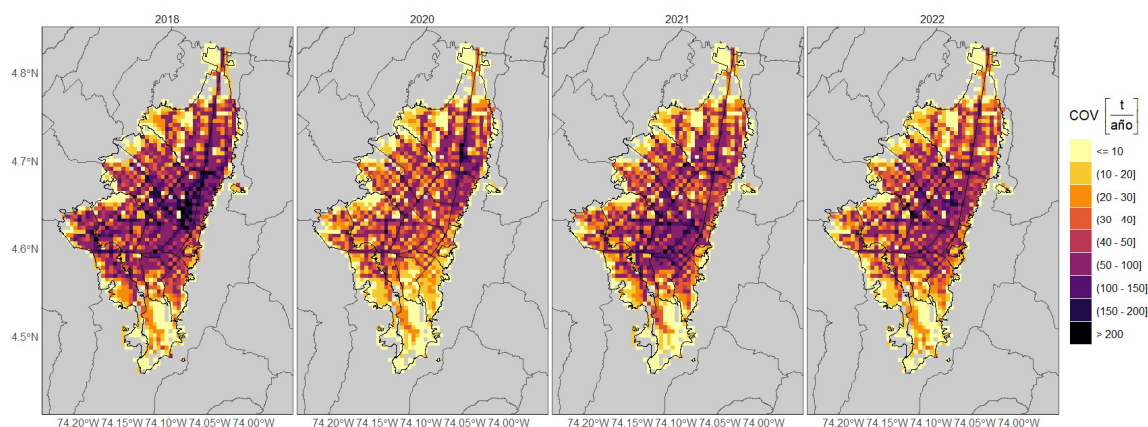 2018 2020 2021 2022
4.8°N
4.7°N
4.6°N
4.5°N
74.20°W 74.15°W 74.10°W 74.05°W 74.00°W 74.20°W 74.15°W 74.10°W 74.05°W 74.00°W 74.20°W 74.15°W 74.10°W 74.05°W 74.00°W 74.20°W 74.15°W 74.10°W 74.05°W 74.00°W
COV [t/año]
<= 10
(10 - 20]
(20 - 30]
(30 40]
(40 - 50]
(50 - 100]
(100 - 150]
(150 - 200]
> 200